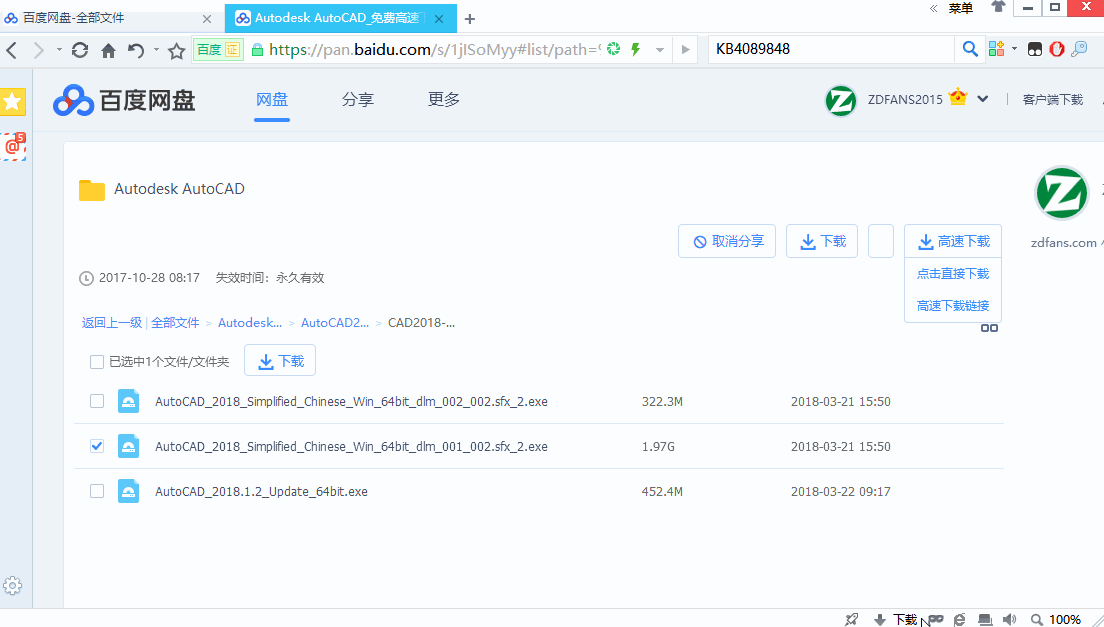 百度网盘-全部文件
Autodesk AutoCAD_免费高速下
菜单
百度 证
https://pan.baidu.com/s/1jISoMyy#list/path=
KB4089848
百度网盘
网盘
分享
更多
ZDFANS2015
客户端下载
@5
Autodesk AutoCAD
zdfans.com
取消分享
下载
高速下载
点击直接下载
高速下载链接
2017-10-28 08:17
失效时间：永久有效
返回上一级 | 全部文件 > Autodesk... > AutoCAD2... > CAD2018-...
已选中1个文件/文件夹
下载
AutoCAD_2018_Simplified_Chinese_Win_64bit_dlm_002_002.sfx_2.exe 322.3M 2018-03-21 15:50
AutoCAD_2018_Simplified_Chinese_Win_64bit_dlm_001_002.sfx_2.exe 1.97G 2018-03-21 15:50
AutoCAD_2018.1.2_Update_64bit.exe 452.4M 2018-03-22 09:17
下载
100%